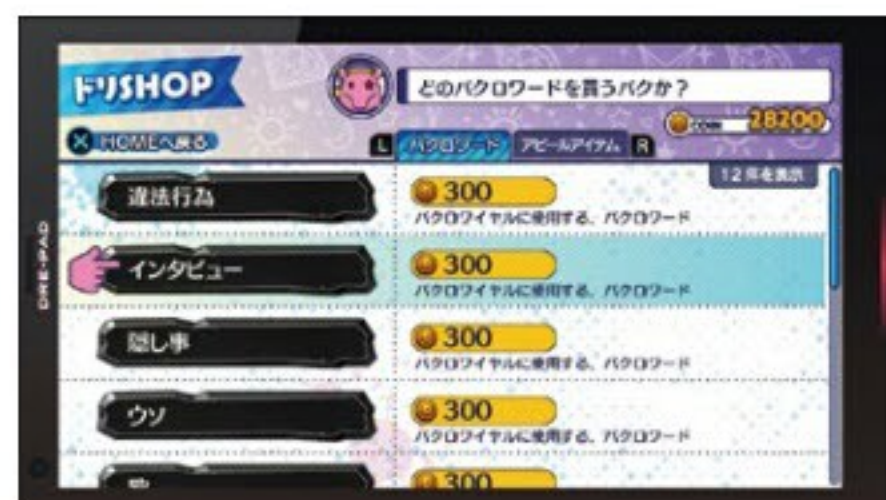 ドリSHOP
どのバクロワードを買うバクか？
COIN 28200
HOMEへ戻る
L バクロワード アピールアイテム R
12件を表示
違法行為
300
バクロワイヤルに使用する、バクロワード
インタビュー
300
バクロワイヤルに使用する、バクロワード
隠し事
300
バクロワイヤルに使用する、バクロワード
ウソ
300
バクロワイヤルに使用する、バクロワード
300
DRE-PAD